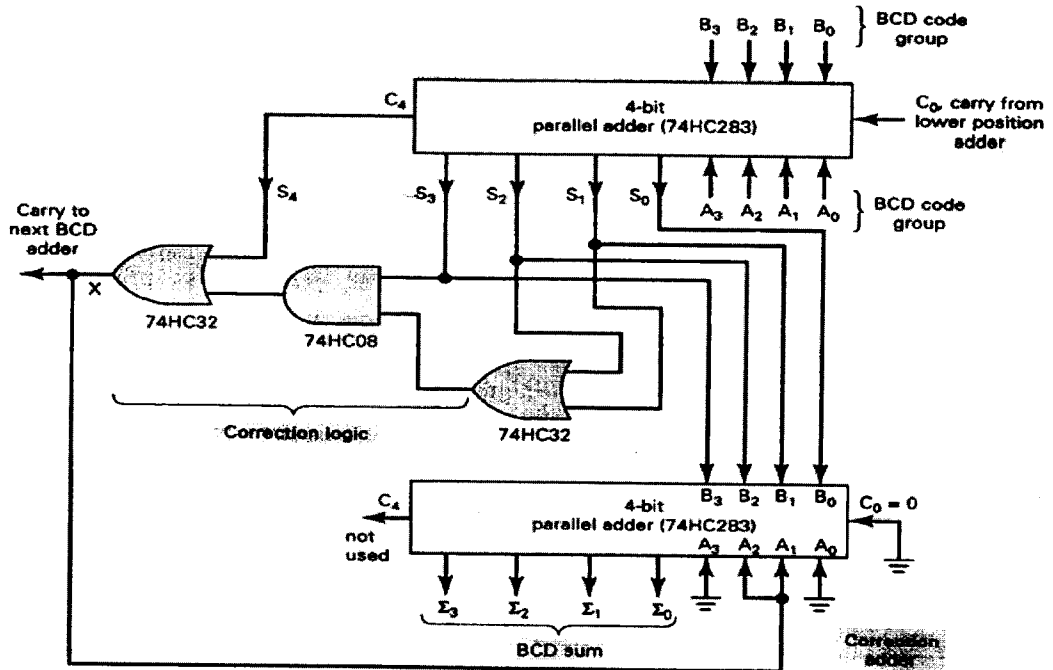 B3 B2 B1 B0
BCD code
group
C4
4-bit
parallel adder (74HC283)
C0, carry from
lower position
adder
S4
S3
S2
S1
S0
A3 A2 A1 A0
BCD code
group
Carry to
next BCD
adder
X
74HC32
74HC08
74HC32
Correction logic
C4
not
used
4-bit
parallel adder (74HC283)
B3 B2 B1 B0
C0 = 0
A3 A2 A1 A0
Σ3 Σ2 Σ1 Σ0
BCD sum
Correction
adder